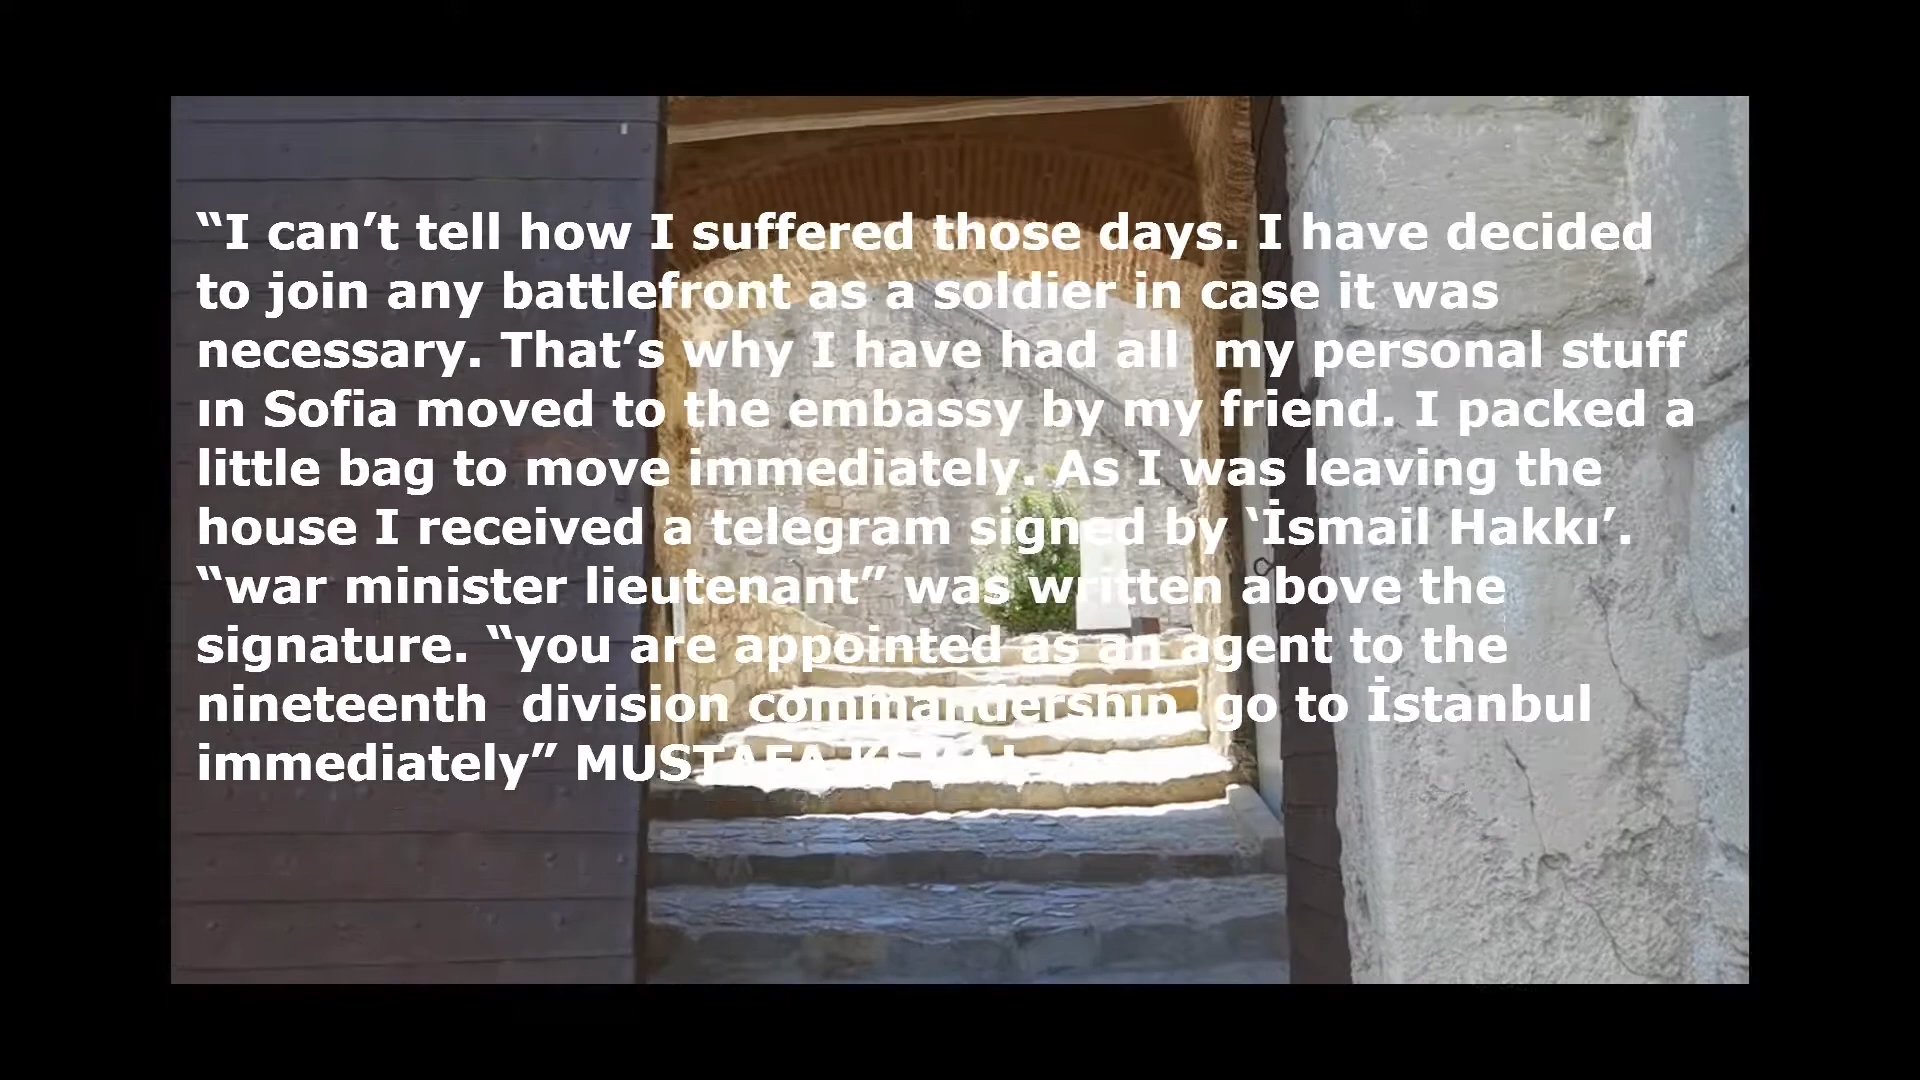 “I can’t tell how I suffered those days. I have decided
to join any battlefront as a soldier in case it was
necessary. That’s why I have had all  my personal stuff
ın Sofia moved to the embassy by my friend. I packed a
little bag to move immediately. As I was leaving the
house I received a telegram signed by ‘İsmail Hakkı’.
“war minister lieutenant” was written above the
signature. “you are appointed as an agent to the
nineteenth  division commandership  go to İstanbul
immediately” MUSTAFA KEMAL